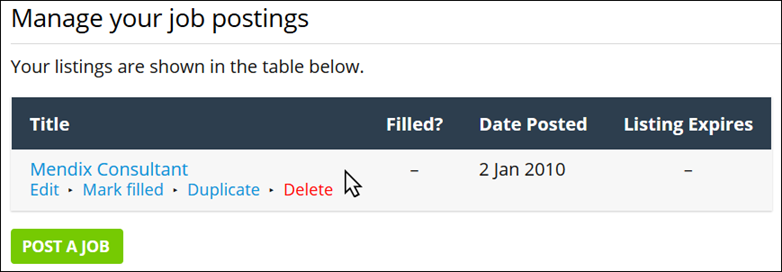 Manage your job postings
Your listings are shown in the table below.
Title Filled? Date Posted Listing Expires
Mendix Consultant – 2 Jan 2010 –
Edit ‣ Mark filled ‣ Duplicate ‣ Delete
POST A JOB